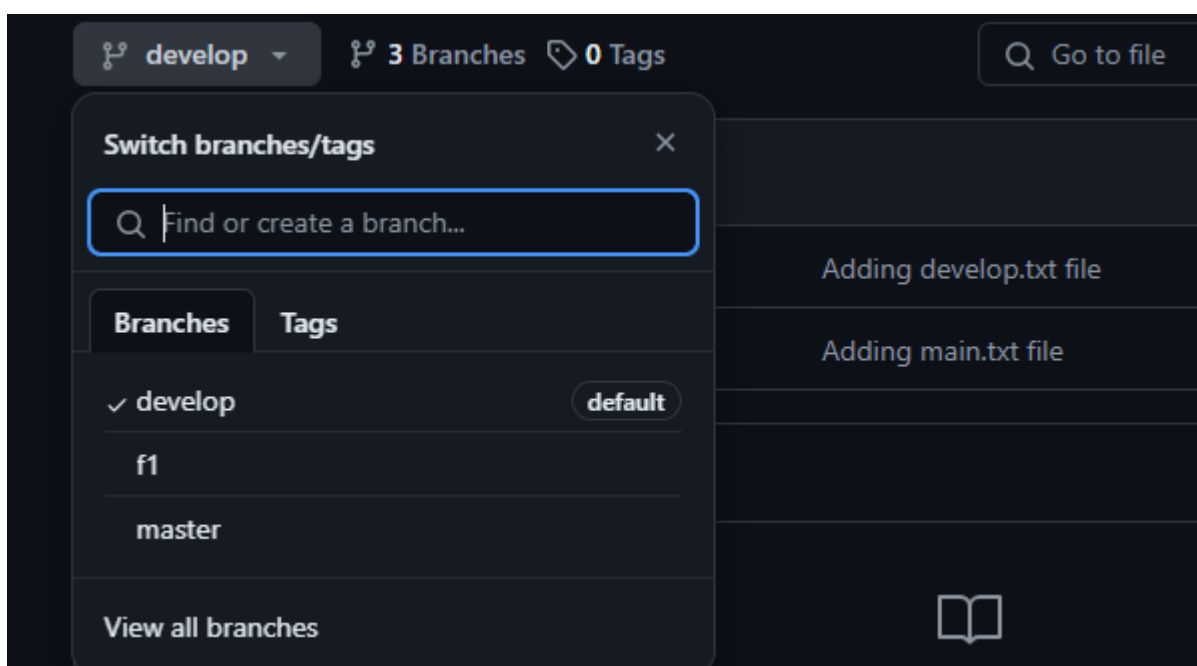 develop 3 Branches 0 Tags Go to file
Switch branches/tags
Find or create a branch...
Adding develop.txt file
Branches Tags
Adding main.txt file
develop default
f1
master
View all branches